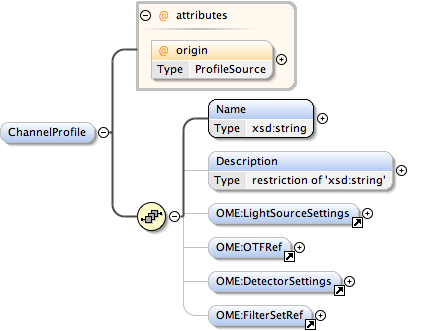 @ attributes
@ origin
Type ProfileSource
ChannelProfile
Name
Type xsd:string
Description
Type restriction of 'xsd:string'
OME:LightSourceSettings
OME:OTFRef
OME:DetectorSettings
OME:FilterSetRef